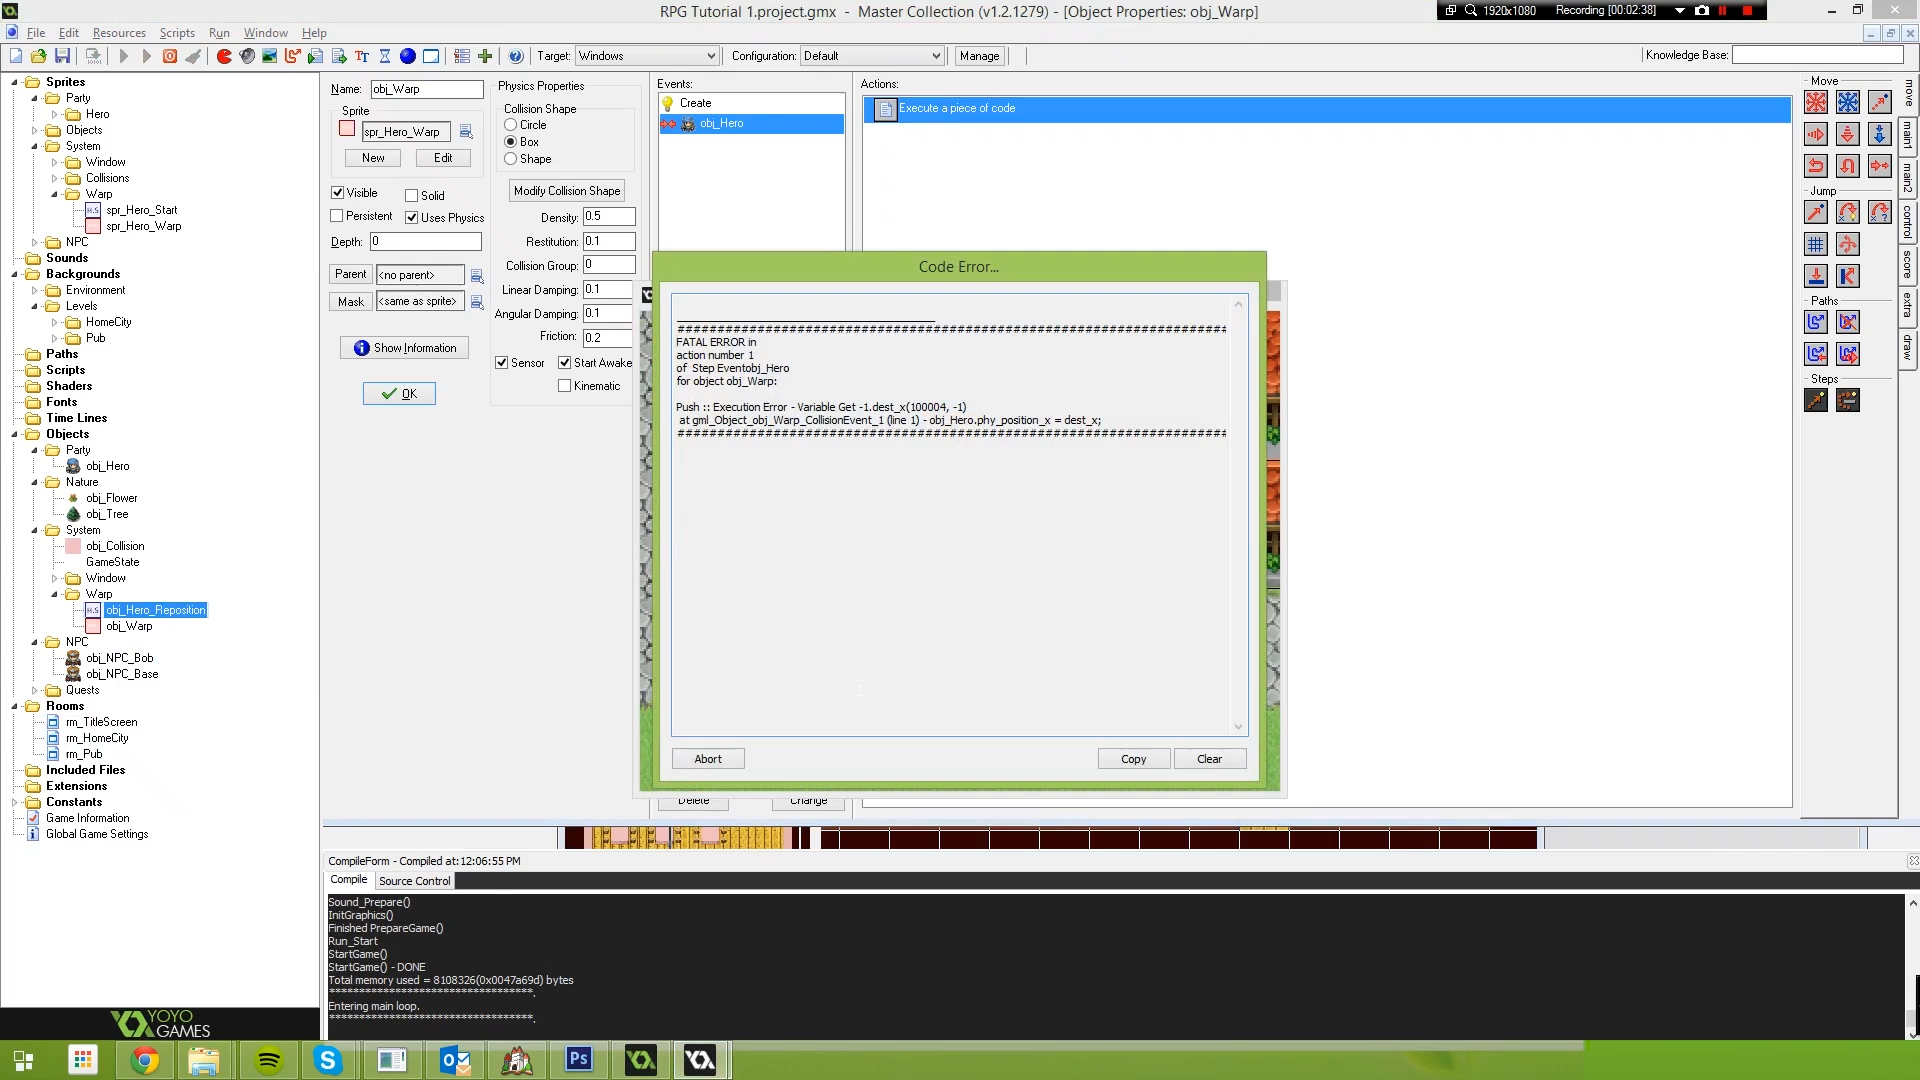 RPG Tutorial 1.project.gmx - Master Collection (v1.2.1279) - [Object Properties: obj_Warp]
1920x1080 Recording [00:02:38]
File Edit Resources Scripts Run Window Help
Target: Windows Configuration: Default Manage Knowledge Base:
Sprites
Party
Hero
Objects
System
Window
Collisions
Warp
H.S spr_Hero_Start
spr_Hero_Warp
NPC
Sounds
Backgrounds
Environment
Levels
HomeCity
Pub
Paths
Scripts
Shaders
Fonts
Time Lines
Objects
Party
obj_Hero
Nature
obj_Flower
obj_Tree
System
obj_Collision
GameState
Window
Warp
H.S obj_Hero_Reposition
obj_Warp
NPC
obj_NPC_Bob
obj_NPC_Base
Quests
Rooms
rm_TitleScreen
rm_HomeCity
rm_Pub
Included Files
Extensions
Constants
Game Information
Global Game Settings
YOYO
GAMES
Name: obj_Warp
Sprite
spr_Hero_Warp
New Edit
Visible Solid
Persistent Uses Physics
Depth: 0
Parent <no parent>
Mask <same as sprite>
Show Information
OK
Physics Properties
Collision Shape
Circle
Box
Shape
Modify Collision Shape
Density: 0.5
Restitution: 0.1
Collision Group: 0
Linear Damping: 0.1
Angular Damping: 0.1
Friction: 0.2
Sensor Start Awake
Kinematic
Events:
Create
obj_Hero
Delete Change
Actions:
Execute a piece of code
Code Error...
FATAL ERROR in
action number 1
of Step Eventobj_Hero
for object obj_Warp:
Push :: Execution Error - Variable Get -1.dest_x(100004, -1)
at gml_Object_obj_Warp_CollisionEvent_1 (line 1) - obj_Hero.phy_position_x = dest_x;
Abort Copy Clear
Move
Jump
Paths
Steps
move
main1
main2
control
score
extra
draw
CompileForm - Compiled at:12:06:55 PM
Compile Source Control
Sound_Prepare()
InitGraphics()
Finished PrepareGame()
Run_Start
StartGame()
StartGame() - DONE
Total memory used = 8108326(0x0047a69d) bytes
Entering main loop.
Ps